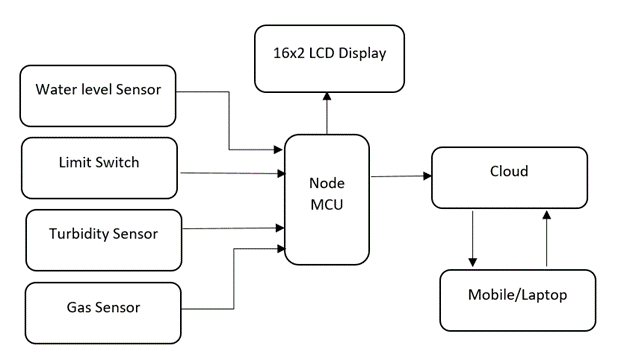 16x2 LCD Display
Water level Sensor
Limit Switch
Node
MCU
Cloud
Turbidity Sensor
Gas Sensor
Mobile/Laptop